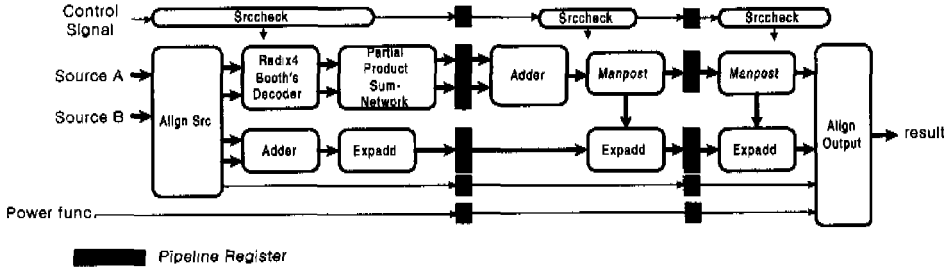 Control
Signal
Srccheck
Srccheck
Srccheck
Source A
Source B
Align Src
Radix4
Booth's
Decoder
Partial
Product
Sum-
Network
Adder
Manpost
Manpost
Adder
Expadd
Expadd
Expadd
Align
Output
result
Power func.
Pipeline Register